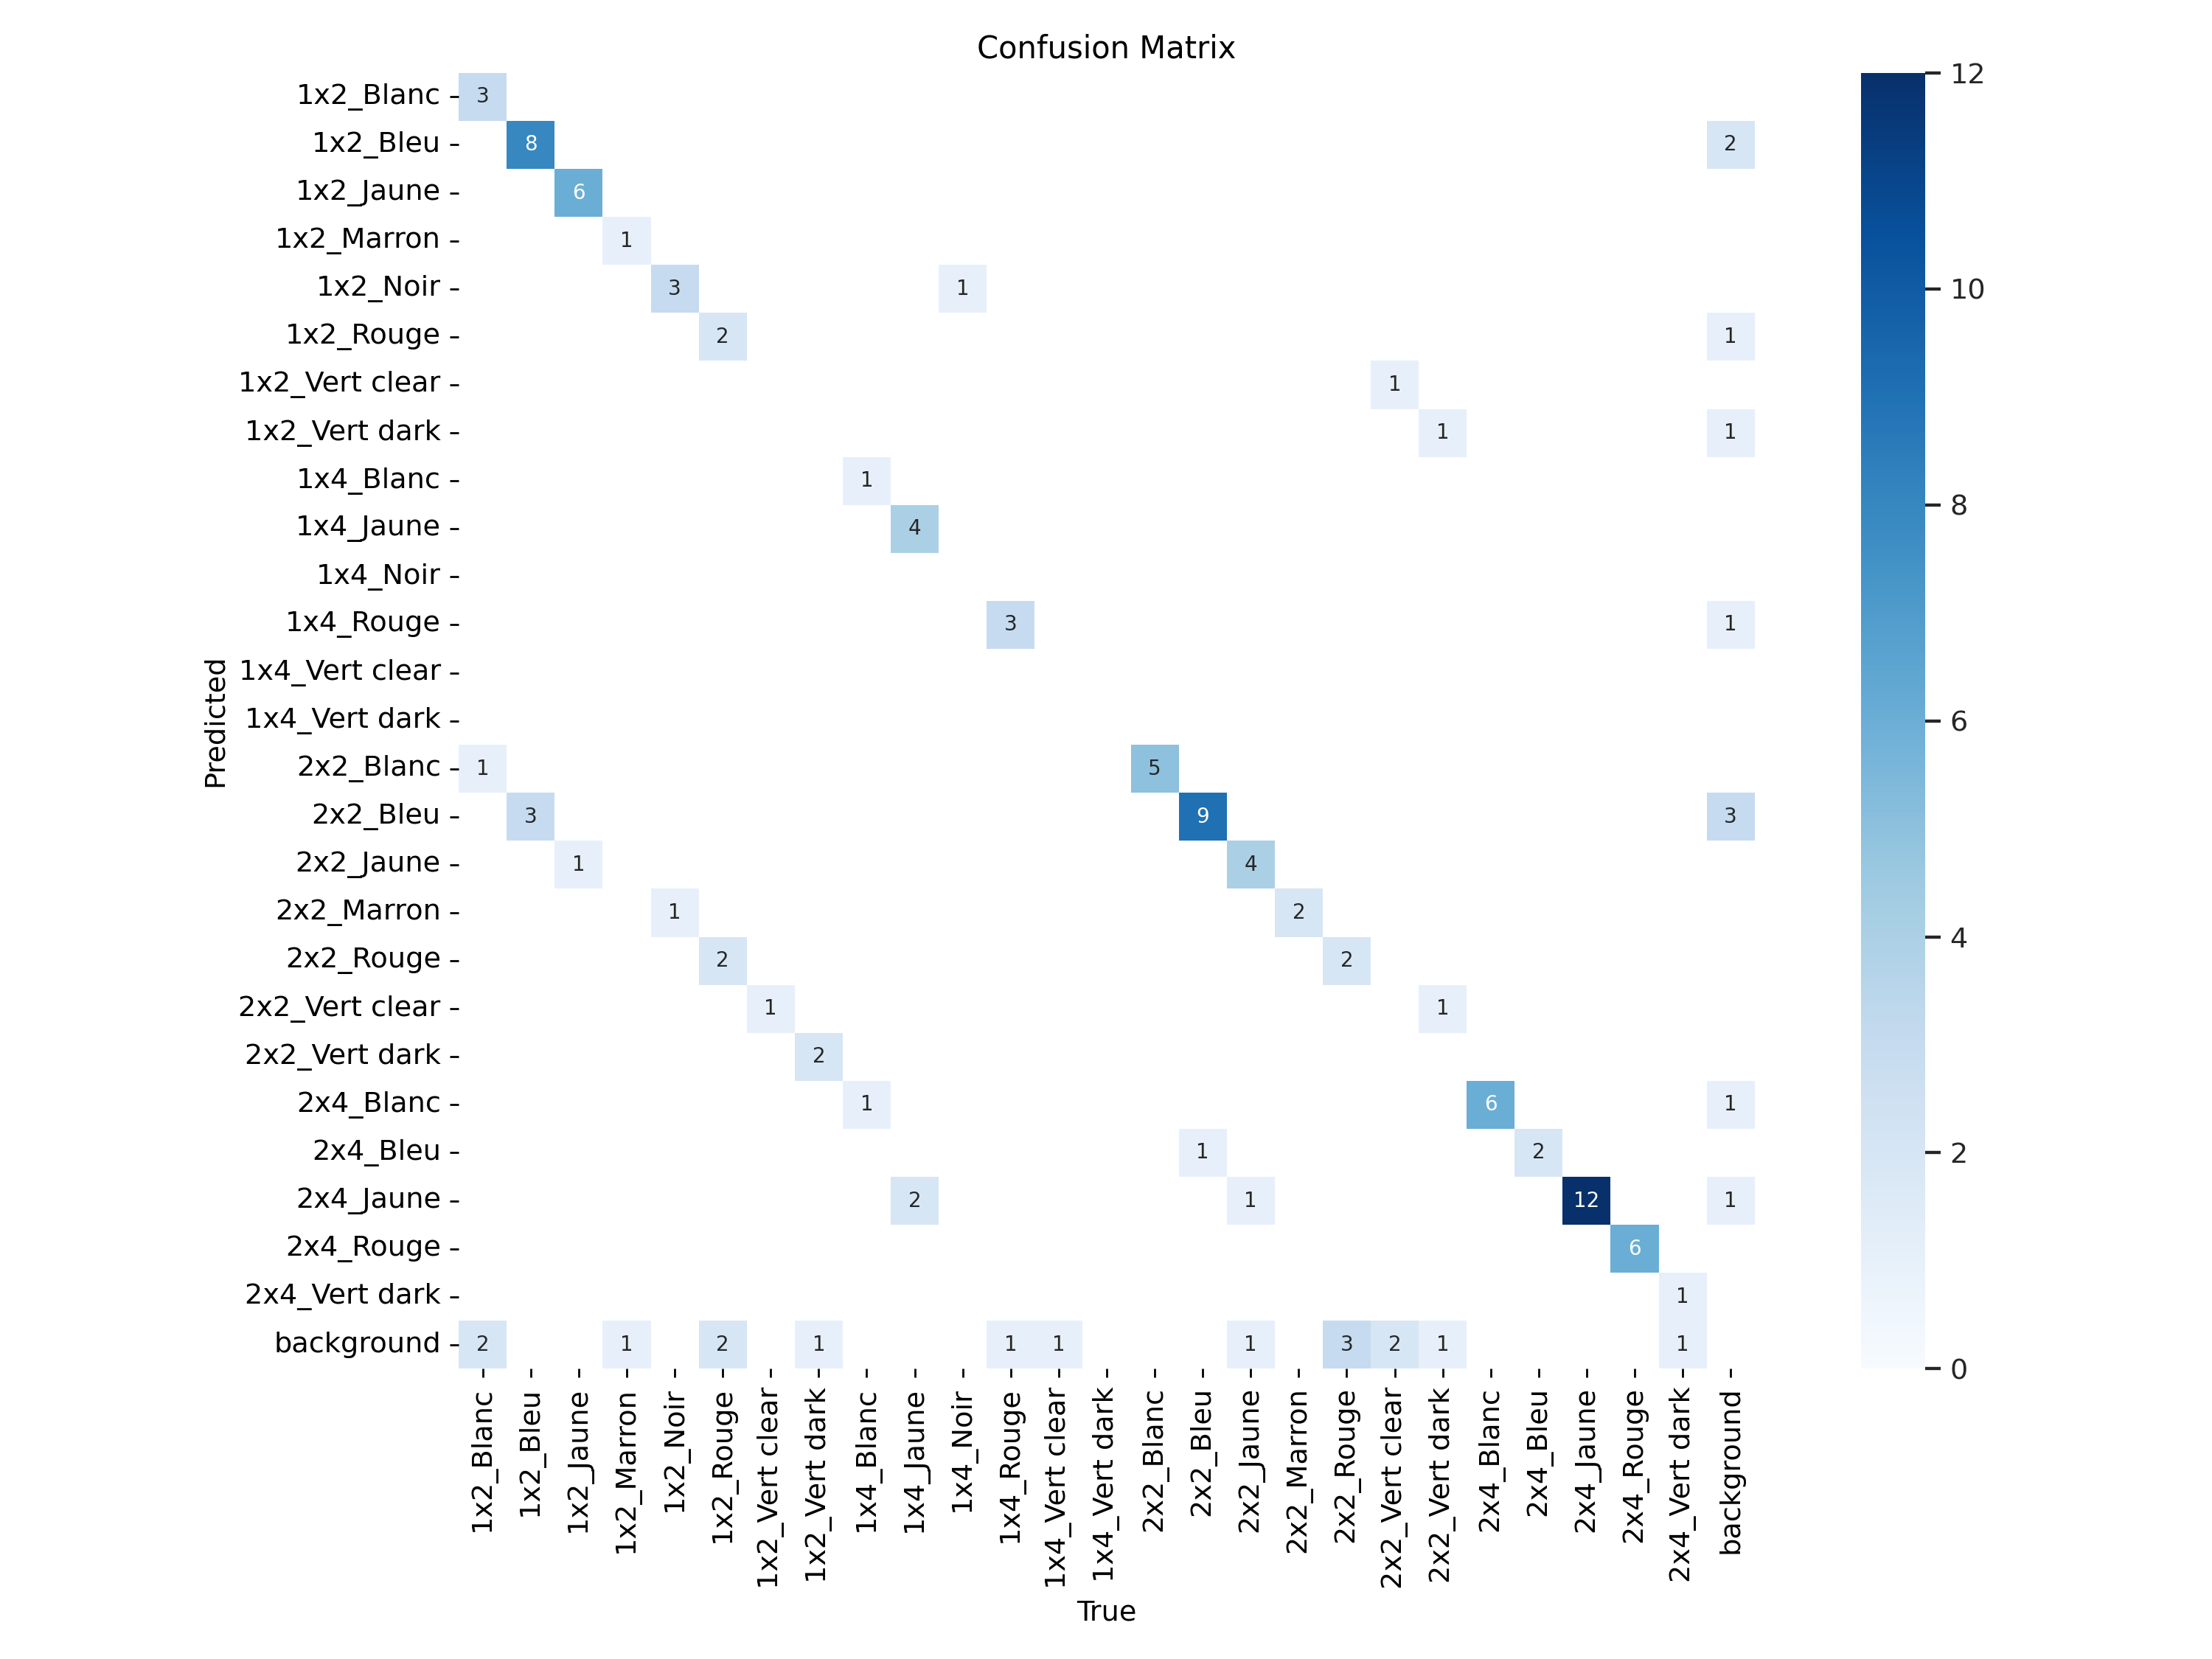 Confusion Matrix
1x2_Blanc 3
1x2_Bleu 8 2
1x2_Jaune 6
1x2_Marron 1
1x2_Noir 3 1
1x2_Rouge 2 1
1x2_Vert clear 1
1x2_Vert dark 1 1
1x4_Blanc 1
1x4_Jaune 4
1x4_Noir
1x4_Rouge 3 1
1x4_Vert clear
1x4_Vert dark
2x2_Blanc 1 5
2x2_Bleu 3 9 3
2x2_Jaune 1 4
2x2_Marron 1 2
2x2_Rouge 2 2
2x2_Vert clear 1 1
2x2_Vert dark 2
2x4_Blanc 1 6 1
2x4_Bleu 1 2
2x4_Jaune 2 1 12 1
2x4_Rouge 6
2x4_Vert dark 1
background 2 1 2 1 1 1 1 3 2 1 1
Predicted
1x2_Blanc
1x2_Bleu
1x2_Jaune
1x2_Marron
1x2_Noir
1x2_Rouge
1x2_Vert clear
1x2_Vert dark
1x4_Blanc
1x4_Jaune
1x4_Noir
1x4_Rouge
1x4_Vert clear
1x4_Vert dark
2x2_Blanc
2x2_Bleu
2x2_Jaune
2x2_Marron
2x2_Rouge
2x2_Vert clear
2x2_Vert dark
2x4_Blanc
2x4_Bleu
2x4_Jaune
2x4_Rouge
2x4_Vert dark
background
True
12
10
8
6
4
2
0